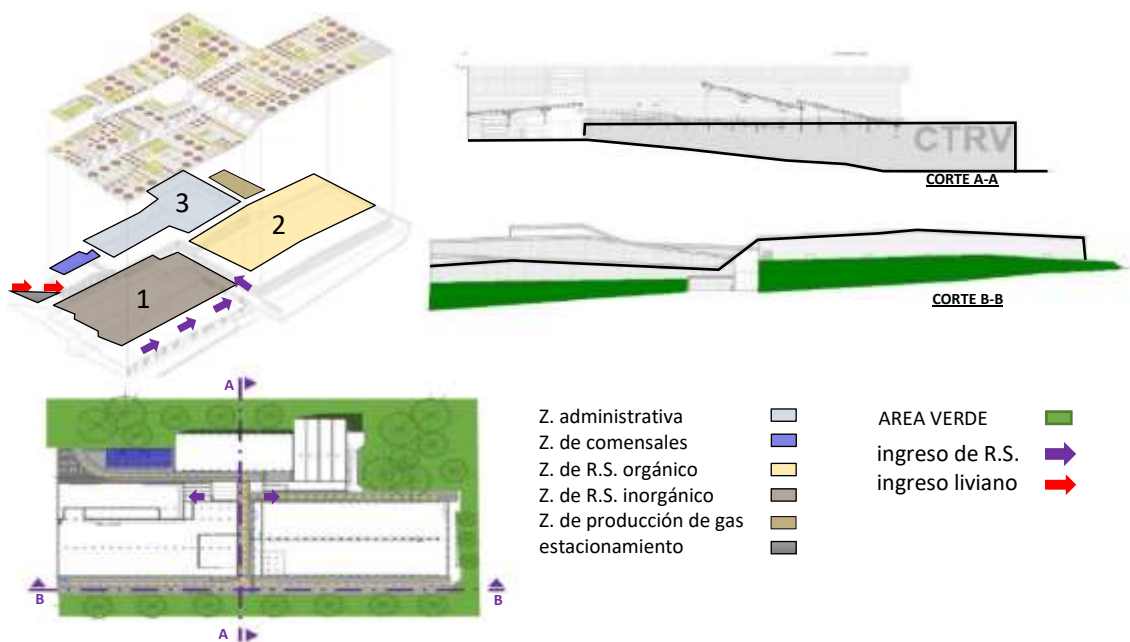 3
2
1
CTRV
CORTE A-A
CORTE B-B
A
A
B
B
Z. administrativa
Z. de comensales
Z. de R.S. orgánico
Z. de R.S. inorgánico
Z. de producción de gas
estacionamiento
AREA VERDE
ingreso de R.S.
ingreso liviano